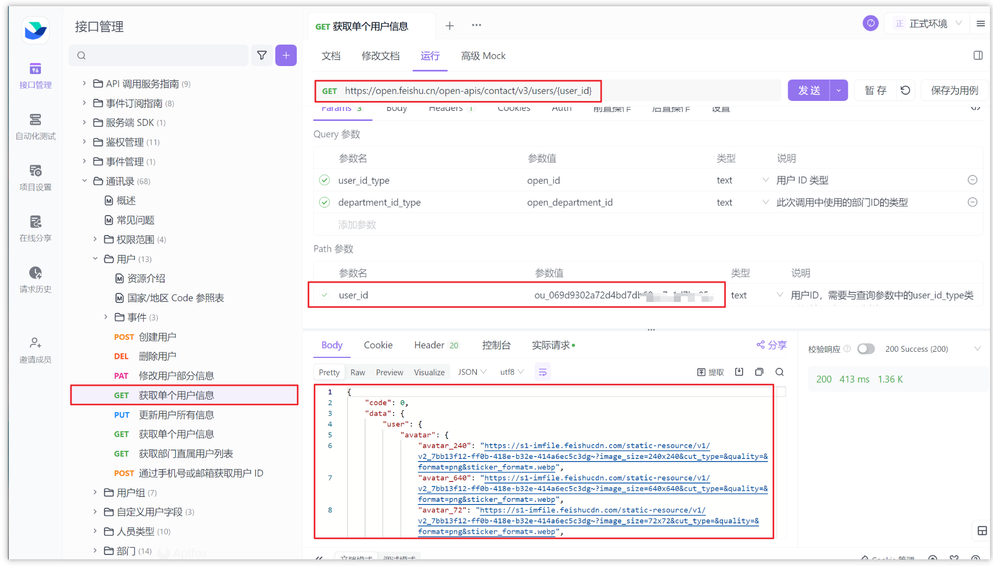 接口管理
GET 获取单个用户信息
正 正式环境
接口管理
自动化测试
项目设置
在线分享
请求历史
邀请成员
API 调用服务指南 (9)
事件订阅指南 (8)
服务端 SDK (1)
鉴权管理 (11)
事件管理 (1)
通讯录 (68)
概述
常见问题
权限范围 (4)
用户 (13)
资源介绍
国家/地区 Code 参照表
事件 (3)
POST 创建用户
DEL 删除用户
PAT 修改用户部分信息
GET 获取单个用户信息
PUT 更新用户所有信息
GET 获取单个用户信息
GET 获取部门直属用户列表
POST 通过手机号或邮箱获取用户 ID
用户组 (7)
自定义用户字段 (3)
人员类型 (10)
部门 (14)
文档 修改文档 运行 高级 Mock
GET https://open.feishu.cn/open-apis/contact/v3/users/{user_id}
发送 暂存 保存为用例
Params 3 Body Headers 1 Cookies Auth 前置操作 后置操作 设置
Query 参数
参数名 参数值 类型 说明
user_id_type open_id text 用户 ID 类型
department_id_type open_department_id text 此次调用中使用的部门ID的类型
添加参数
Path 参数
参数名 参数值 类型 说明
user_id ou_069d9302a72d4bd7db text 用户ID，需要与查询参数中的user_id_type类
Body Cookie Header 20 控制台 实际请求 分享
Pretty Raw Preview Visualize JSON utf8 提取
1 {
2 "code": 0,
3 "data": {
4 "user": {
5 "avatar": {
6 "avatar_240": "https://s1-imfile.feishucdn.com/static-resource/v1/
v2_7bb13f12-ff0b-418e-b32e-414a6ec5c3dg~?image_size=240x240&cut_type=&quality=&
format=png&sticker_format=.webp",
7 "avatar_640": "https://s1-imfile.feishucdn.com/static-resource/v1/
v2_7bb13f12-ff0b-418e-b32e-414a6ec5c3dg~?image_size=640x640&cut_type=&quality=&
format=png&sticker_format=.webp",
8 "avatar_72": "https://s1-imfile.feishucdn.com/static-resource/v1/
v2_7bb13f12-ff0b-418e-b32e-414a6ec5c3dg~?image_size=72x72&cut_type=&quality=&
format=png&sticker_format=.webp",
校验响应 200 Success (200)
200 413 ms 1.36 K
文档模式 调试模式
Cookie 管理